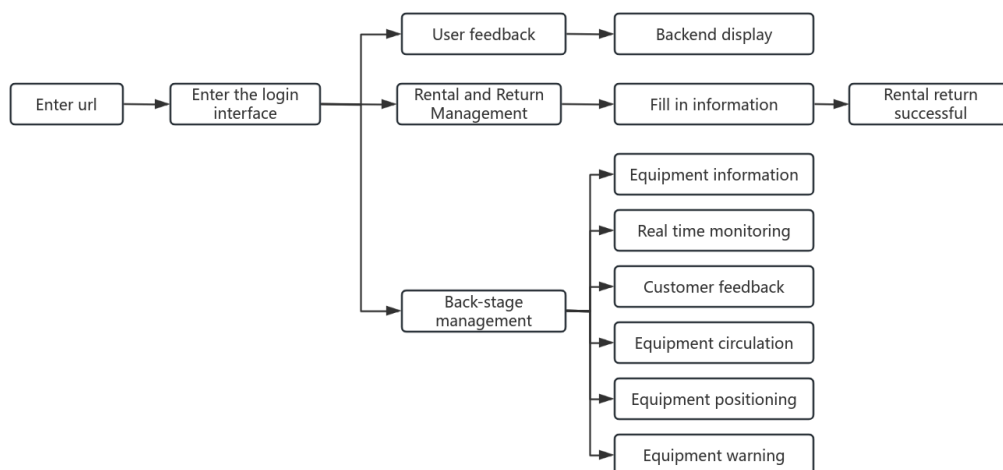 User feedback
Backend display
Enter url
Enter the login
interface
Rental and Return
Management
Fill in information
Rental return
successful
Equipment information
Real time monitoring
Customer feedback
Back-stage
management
Equipment circulation
Equipment positioning
Equipment warning